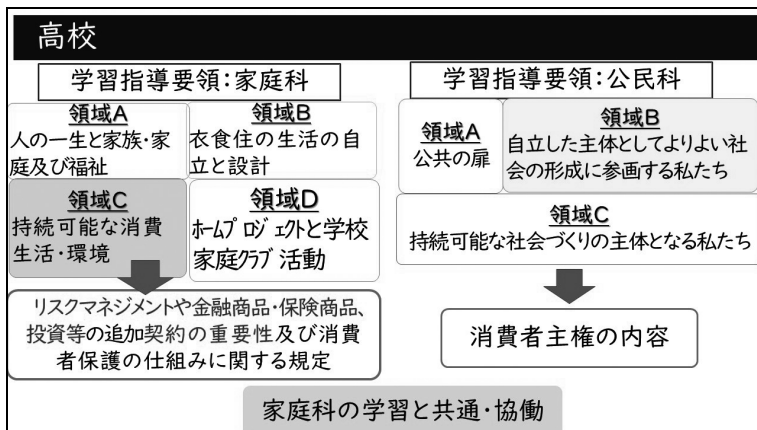 高校
学習指導要領:家庭科
領域A
人の一生と家族・家
庭及び福祉
領域B
衣食住の生活の自
立と設計
領域C
持続可能な消費
生活・環境
領域D
ホームプロジェクトと学校
家庭クラブ活動
リスクマネジメントや金融商品・保険商品、
投資等の追加契約の重要性及び消費
者保護の仕組みに関する規定
学習指導要領:公民科
領域A
公共の扉
領域B
自立した主体としてよりよい社
会の形成に参画する私たち
領域C
持続可能な社会づくりの主体となる私たち
消費者主権の内容
家庭科の学習と共通・協働